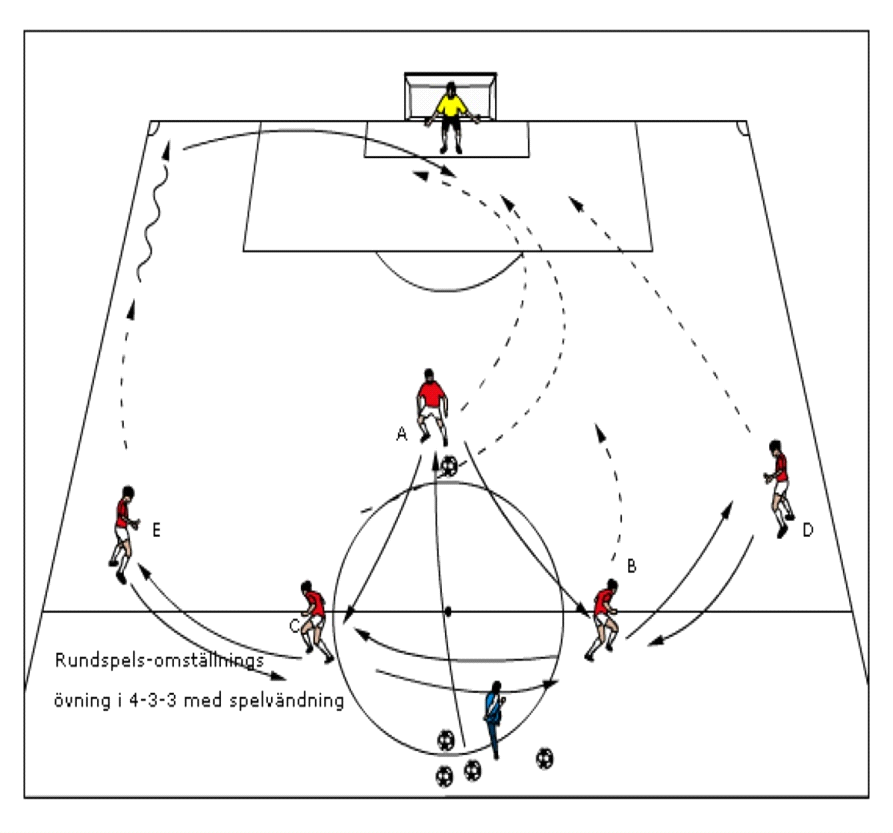 A
E
D
B
C
Rundspels-omställnings
övning i 4-3-3 med spelvändning